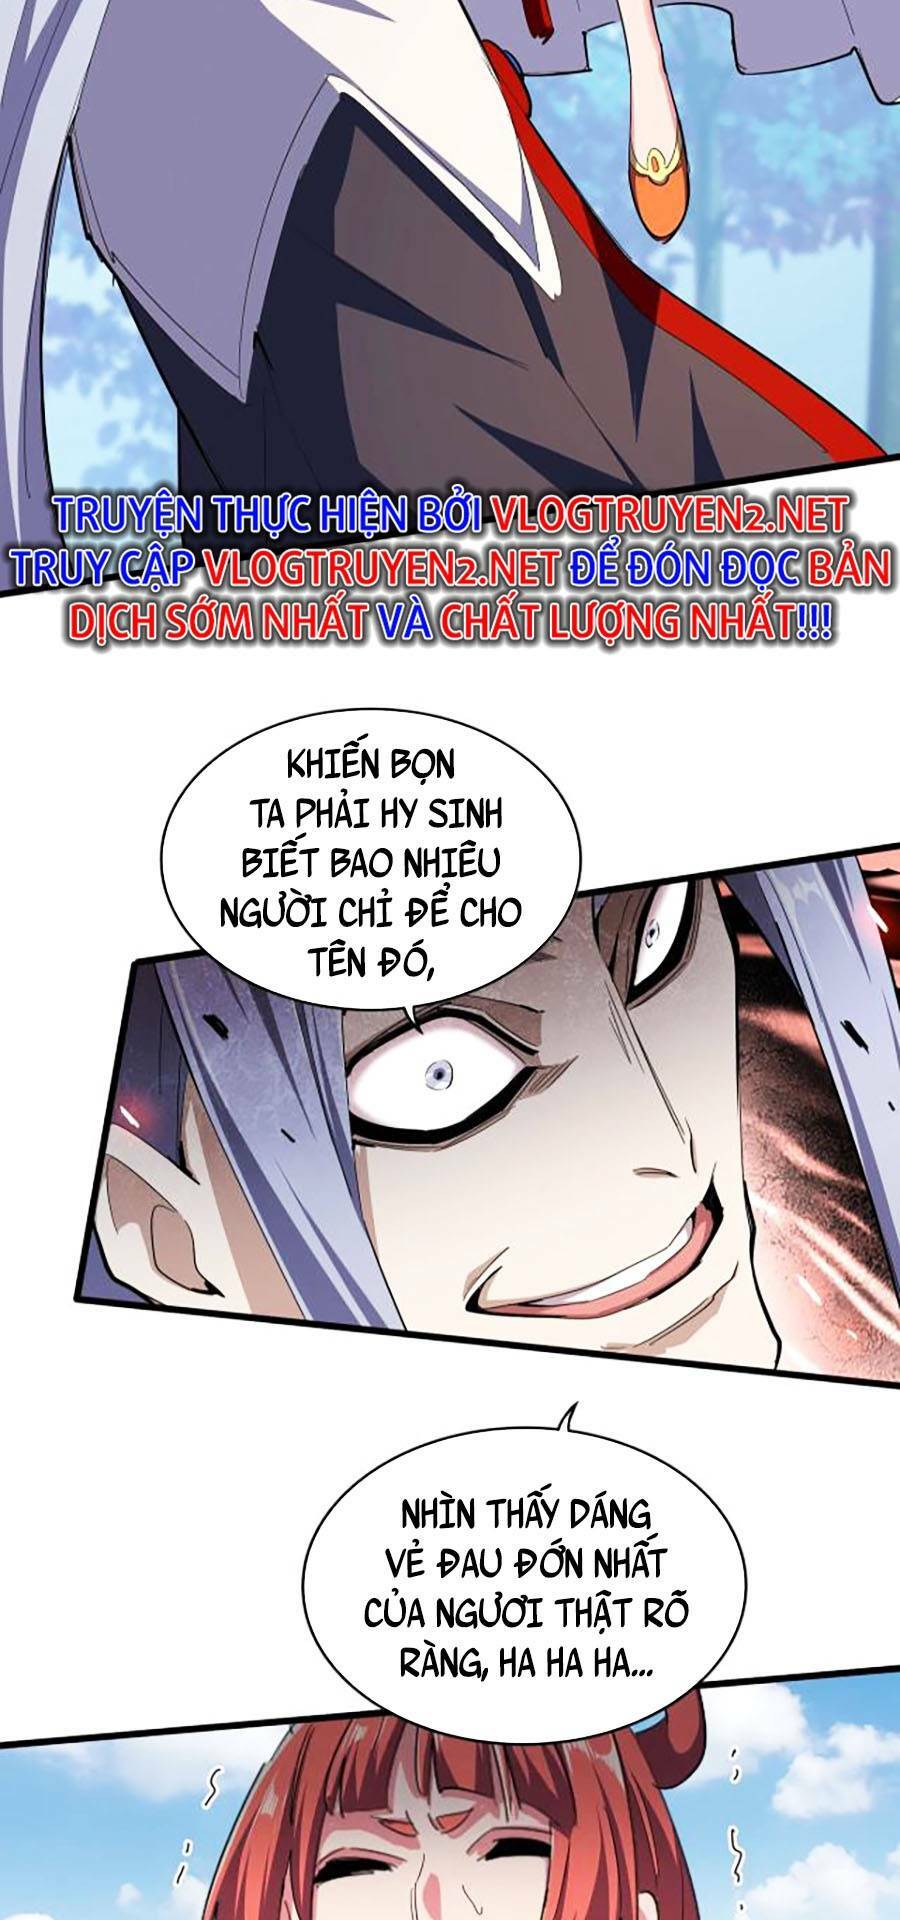 TRUYỆN THỰC HIỆN BỞI VLOGTRUYEN2.NET
TRUY CẬP VLOGTRUYEN2.NET ĐỂ ĐÓN ĐỌC BẢN
DỊCH SỚM NHẤT VÀ CHẤT LƯỢNG NHẤT!!!
KHIẾN BỌN
TA PHẢI HY SINH
BIẾT BAO NHIÊU
NGƯỜI CHỈ ĐỂ CHO
TÊN ĐÓ,
NHÌN THẤY DÁNG
VẺ ĐAU ĐỚN NHẤT
CỦA NGƯƠI THẬT RÕ
RÀNG, HA HA HA...